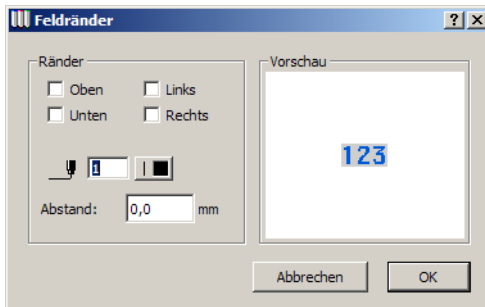 Feldränder
Ränder
Oben
Links
Unten
Rechts
1
Abstand:
0,0
mm
Vorschau
123
Abbrechen
OK